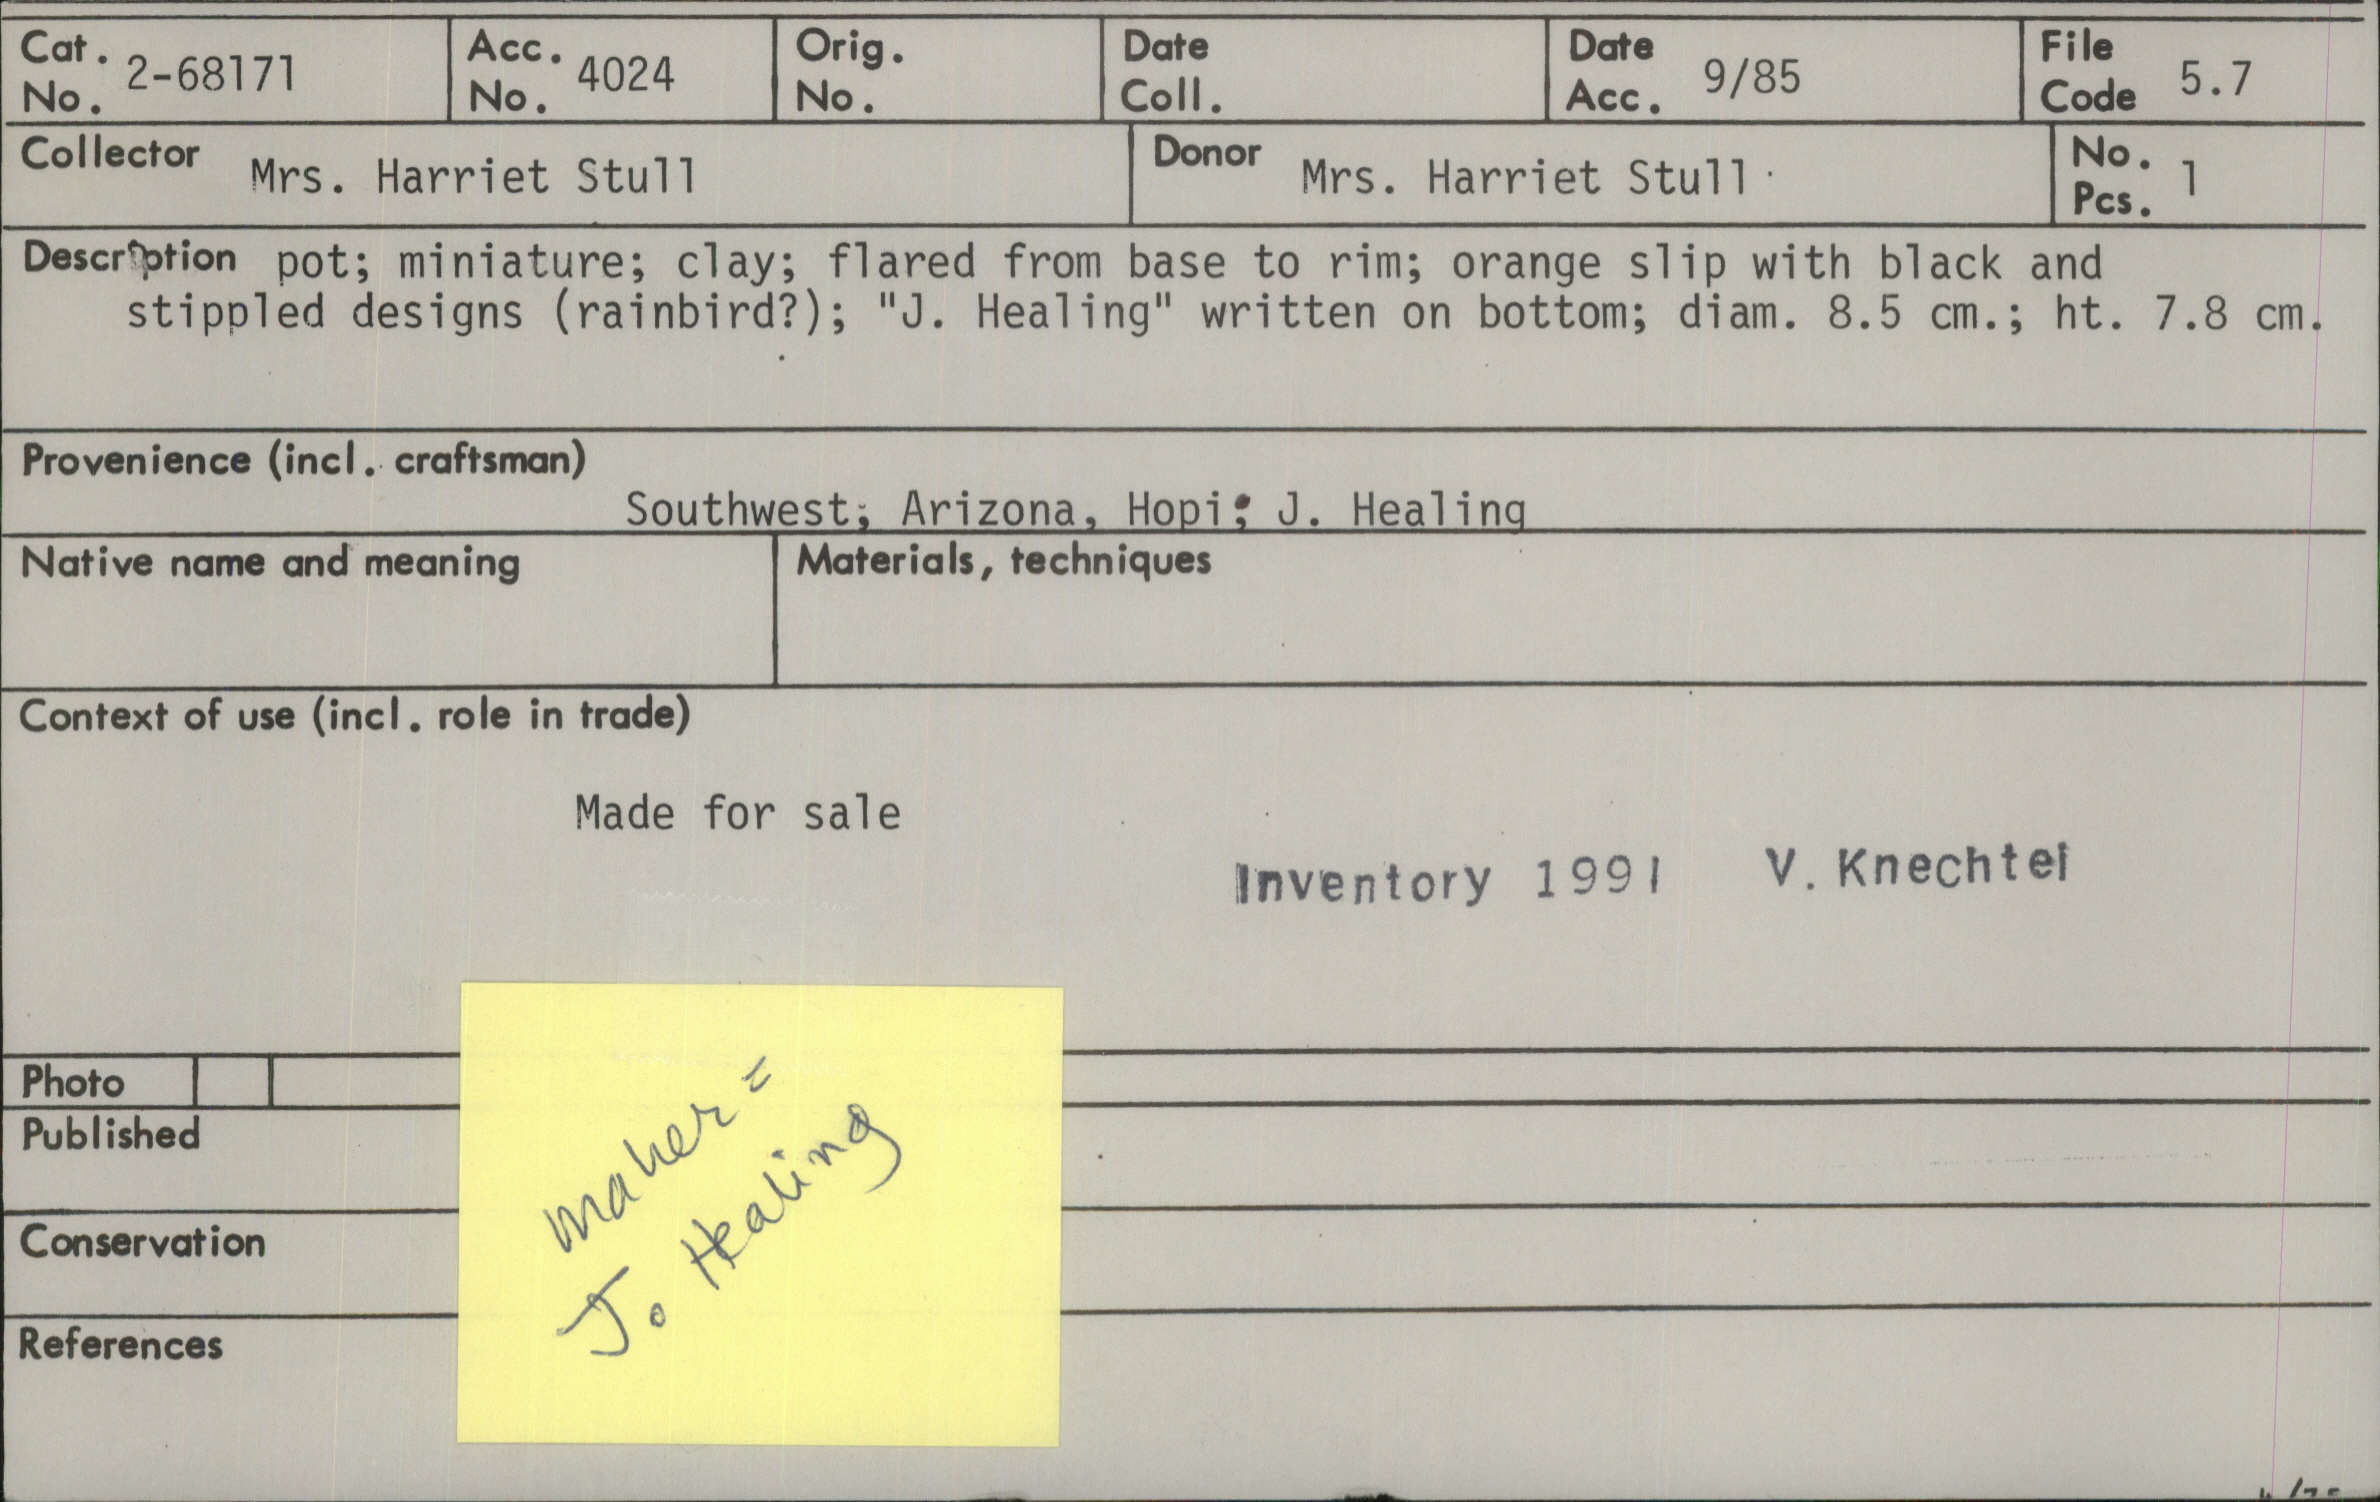 Cat. No. 2-68171
Acc. No. 4024
Orig. No.
Date Coll.
Date Acc. 9/85
File Code 5.7
Collector Mrs. Harriet Stull
Donor Mrs. Harriet Stull
No. Pcs. 1
Description pot; miniature; clay; flared from base to rim; orange slip with black and
stippled designs (rainbird?); "J. Healing" written on bottom; diam. 8.5 cm.; ht. 7.8 cm.
Provenience (incl. craftsman)
Southwest; Arizona, Hopi; J. Healing
Native name and meaning
Materials, techniques
Context of use (incl. role in trade)
Made for sale
Inventory 1991 V. Knechtel
maker =
J. Healing
Photo
Published
Conservation
References